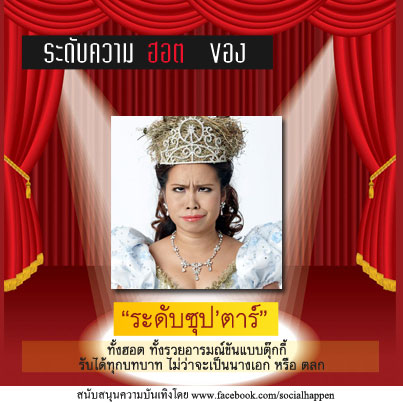 ระดับความ ฮอต ของ
“ระดับซุป'ตาร์”
ทั้งฮอต ทั้งรวยอารมณ์ขันแบบตุ๊กกี้
รับได้ทุกบทบาท ไม่ว่าจะเป็นนางเอก หรือ ตลก
สนับสนุนความบันเทิงโดย www.facebook.com/socialhappen